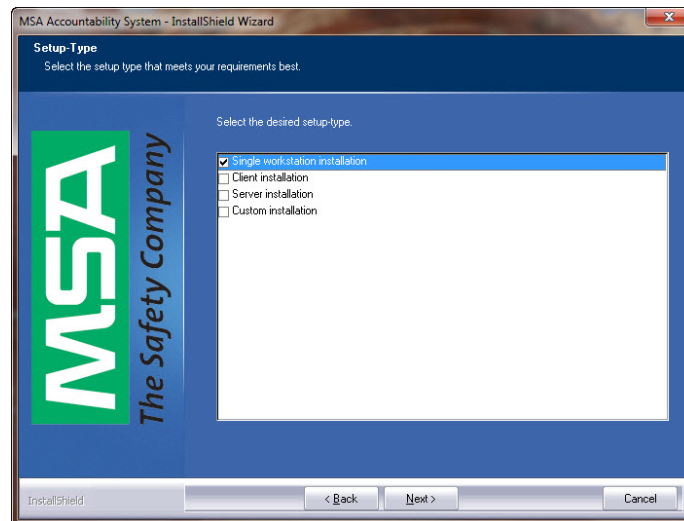 MSA Accountability System - InstallShield Wizard
Setup-Type
Select the setup type that meets your requirements best.
Select the desired setup-type.
Single workstation installation
Client installation
Server installation
Custom installation
MSA
The Safety Company
InstallShield
< Back
Next >
Cancel